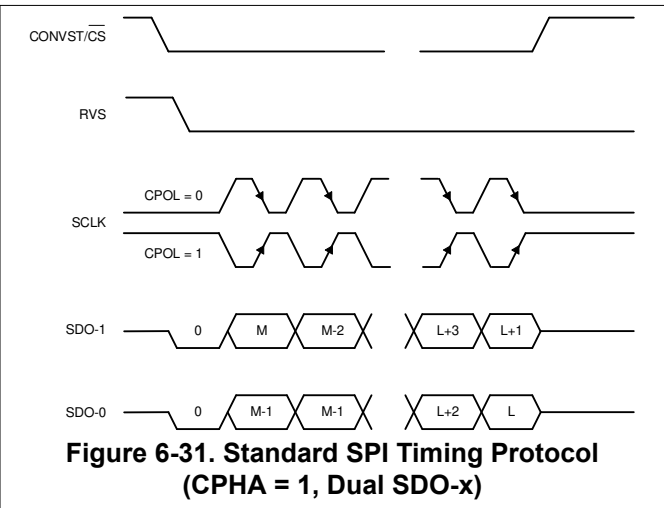 CONVST/CS
RVS
CPOL = 0
SCLK
CPOL = 1
SDO-1 0 M M-2 L+3 L+1
SDO-0 0 M-1 M-1 L+2 L
Figure 6-31. Standard SPI Timing Protocol
(CPHA = 1, Dual SDO-x)